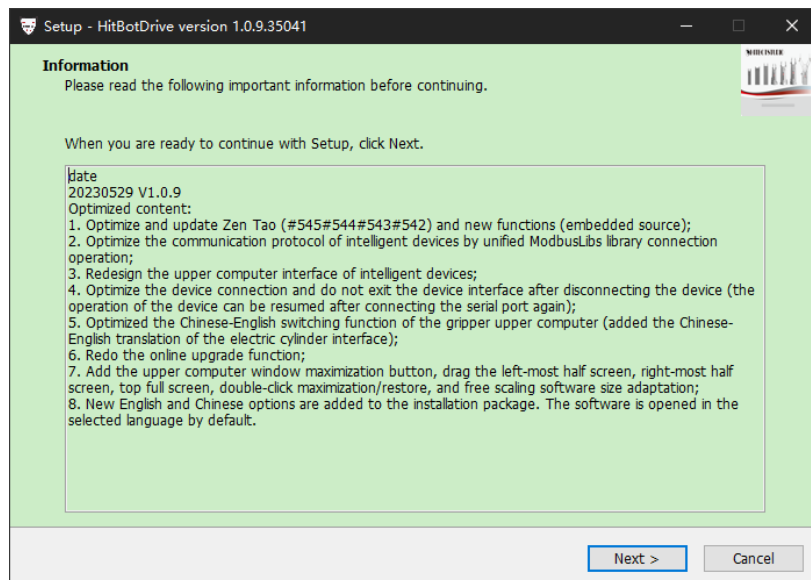 Setup - HitBotDrive version 1.0.9.35041
Information
Please read the following important information before continuing.
When you are ready to continue with Setup, click Next.
date
20230529 V1.0.9
Optimized content:
1. Optimize and update Zen Tao (#545#544#543#542) and new functions (embedded source);
2. Optimize the communication protocol of intelligent devices by unified ModbusLibs library connection
operation;
3. Redesign the upper computer interface of intelligent devices;
4. Optimize the device connection and do not exit the device interface after disconnecting the device (the
operation of the device can be resumed after connecting the serial port again);
5. Optimized the Chinese-English switching function of the gripper upper computer (added the Chinese-
English translation of the electric cylinder interface);
6. Redo the online upgrade function;
7. Add the upper computer window maximization button, drag the left-most half screen, right-most half
screen, top full screen, double-click maximization/restore, and free scaling software size adaptation;
8. New English and Chinese options are added to the installation package. The software is opened in the
selected language by default.
Next >
Cancel